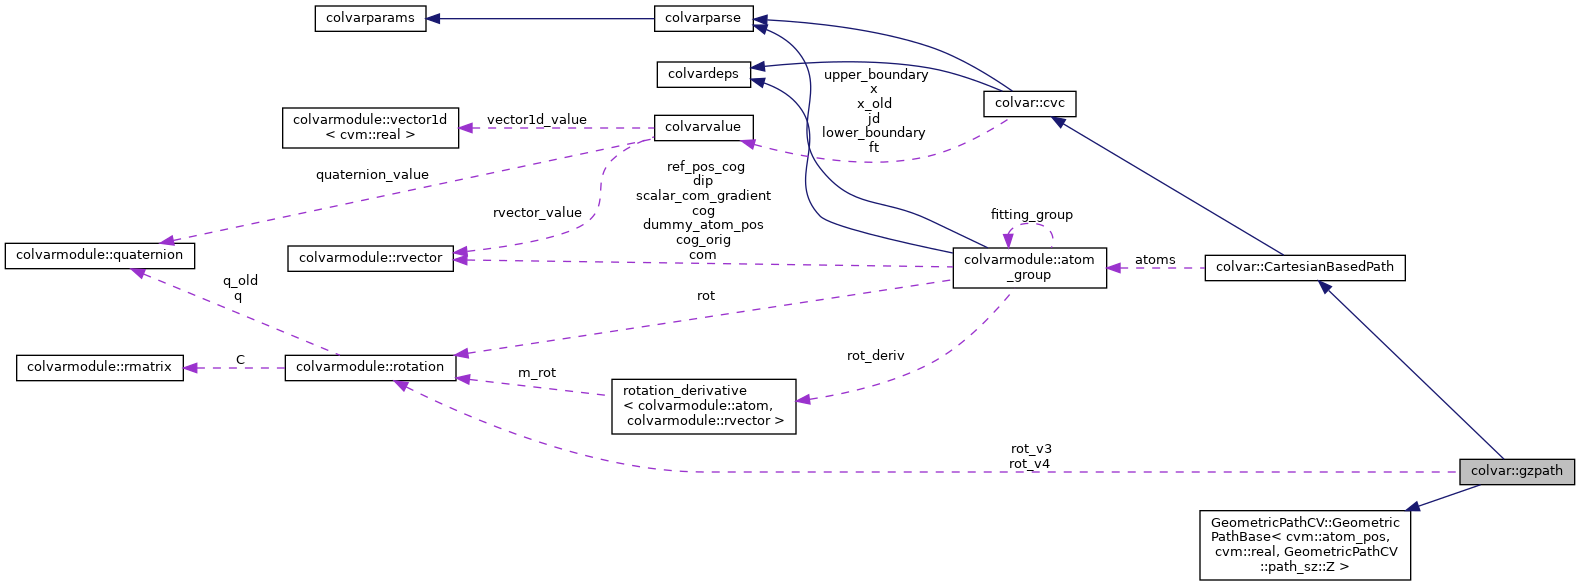 colvarparams
colvarparse
colvardeps
upper_boundary
x
x_old
jd
lower_boundary
ft
colvar::cvc
colvarmodule::vector1d
< cvm::real >
vector1d_value
colvarvalue
quaternion_value
rvector_value
ref_pos_cog
dip
scalar_com_gradient
cog
dummy_atom_pos
cog_orig
com
fitting_group
colvarmodule::quaternion
colvarmodule::rvector
colvarmodule::atom
_group
atoms
colvar::CartesianBasedPath
q_old
q
rot
colvarmodule::rmatrix
C
colvarmodule::rotation
m_rot
rot_deriv
rotation_derivative
< colvarmodule::atom,
colvarmodule::rvector >
rot_v3
rot_v4
colvar::gzpath
GeometricPathCV::Geometric
PathBase< cvm::atom_pos,
cvm::real, GeometricPathCV
::path_sz::Z >